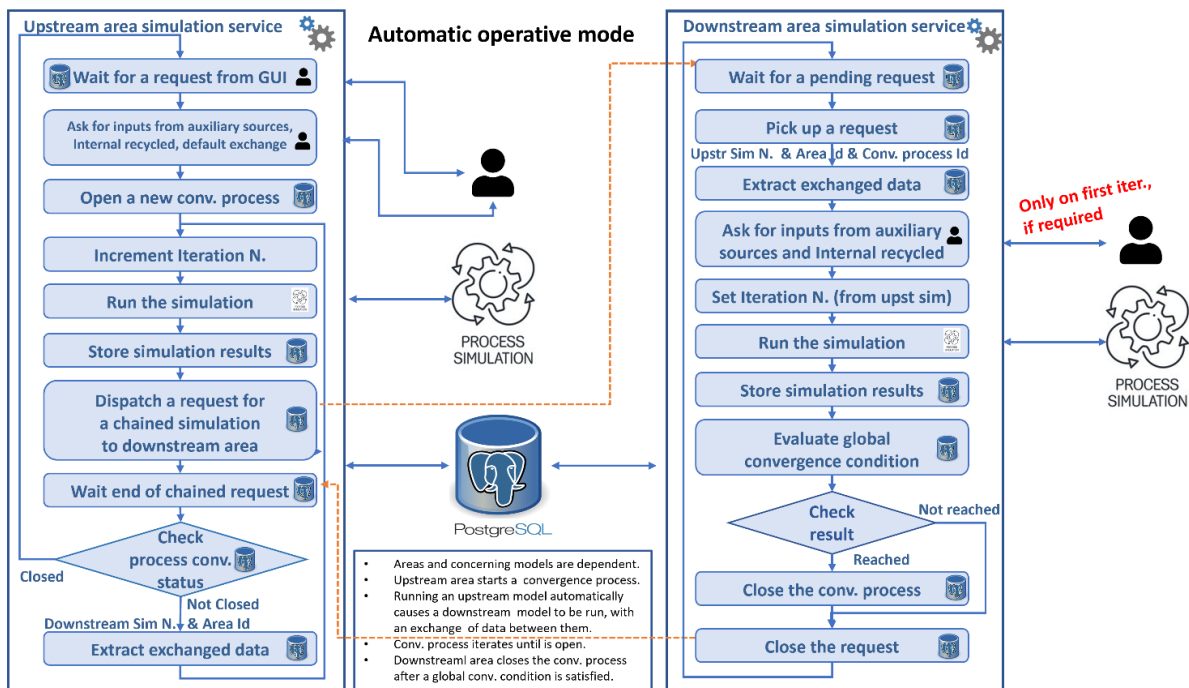 Automatic operative mode
Upstream area simulation service
Wait for a request from GUI
Ask for inputs from auxiliary sources,
Internal recycled, default exchange
Open a new conv. process
Increment Iteration N.
Run the simulation
Store simulation results
Dispatch a request for
a chained simulation
to downstream area
Wait end of chained request
Check
process conv.
status
Closed
Not Closed
Downstream Sim N. & Area Id
Extract exchanged data
PROCESS
SIMULATION
PostgreSQL
• Areas and concerning models are dependent.
• Upstream area starts a convergence process.
• Running an upstream model automatically
causes a downstream model to be run, with
an exchange of data between them.
• Conv. process iterates until is open.
• Downstreaml area closes the conv. process
after a global conv. condition is satisfied.
Downstream area simulation service
Wait for a pending request
Pick up a request
Upstr Sim N. & Area Id & Conv. process Id
Extract exchanged data
Ask for inputs from auxiliary
sources and Internal recycled
Set Iteration N. (from upst sim)
Run the simulation
Store simulation results
Evaluate global
convergence condition
Check
result
Not reached
Reached
Close the conv. process
Close the request
Only on first iter.,
if required
PROCESS
SIMULATION